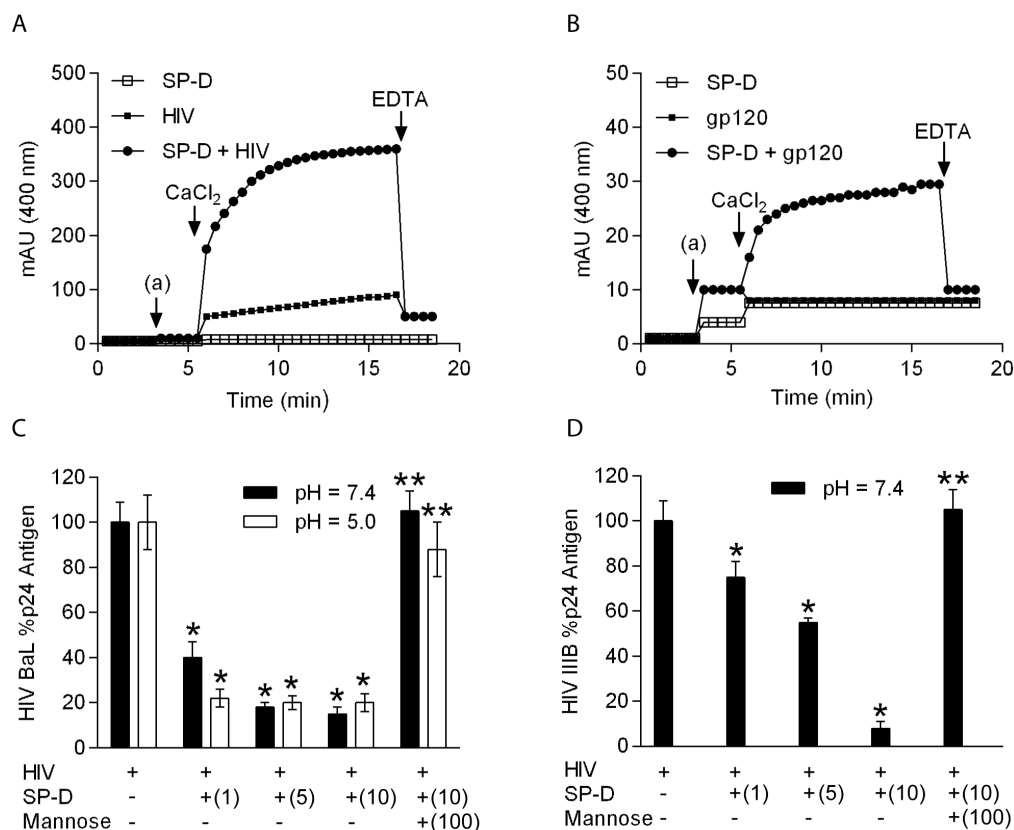 A
mAU (400 nm)
500
400
300
200
100
0
SP-D
HIV
SP-D + HIV
EDTA
CaCl2
(a)
0 5 10 15 20
Time (min)
B
mAU (400 nm)
50
40
30
20
10
0
SP-D
gp120
SP-D + gp120
EDTA
CaCl2
(a)
0 5 10 15 20
Time (min)
C
HIV BaL %p24 Antigen
120
100
80
60
40
20
0
pH = 7.4
pH = 5.0
* * * * * * ** **
HIV + + + + +
SP-D - +(1) +(5) +(10) +(10)
Mannose - - - - +(100)
D
HIV IIIB %p24 Antigen
120
100
80
60
40
20
0
pH = 7.4
* * * **
HIV + + + + +
SP-D - +(1) +(5) +(10) +(10)
Mannose - - - - +(100)